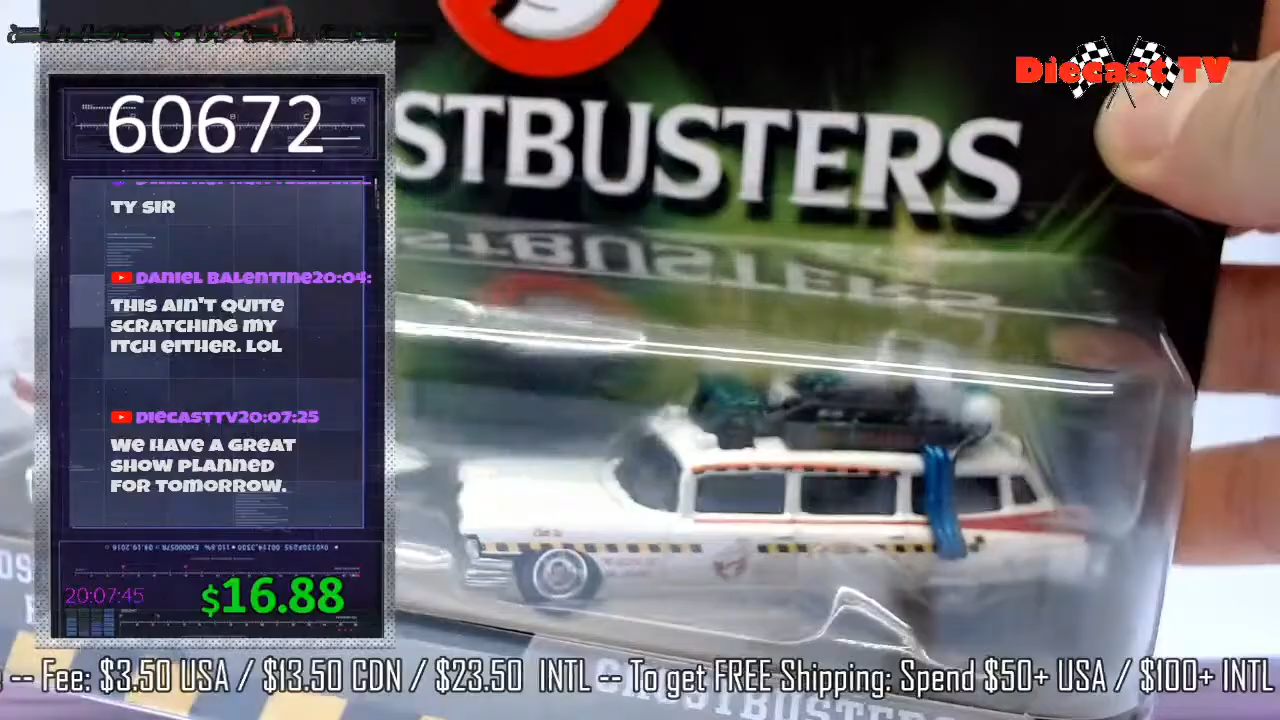 60672
TY SIR
Daniel Balentine20:04:
THIS AIN'T QUITE
SCRATCHING MY
ITCH EITHER. LOL
DiecastTV20:07:25
WE HAVE A GREAT
SHOW PLANNED
FOR TOMORROW.
20:07:45
$16.88
STBUSTERS
Diecast TV
-- Fee: $3.50 USA / $13.50 CDN / $23.50 INTL -- To get FREE Shipping: Spend $50+ USA / $100+ INTL
GHOSTBUSTERS